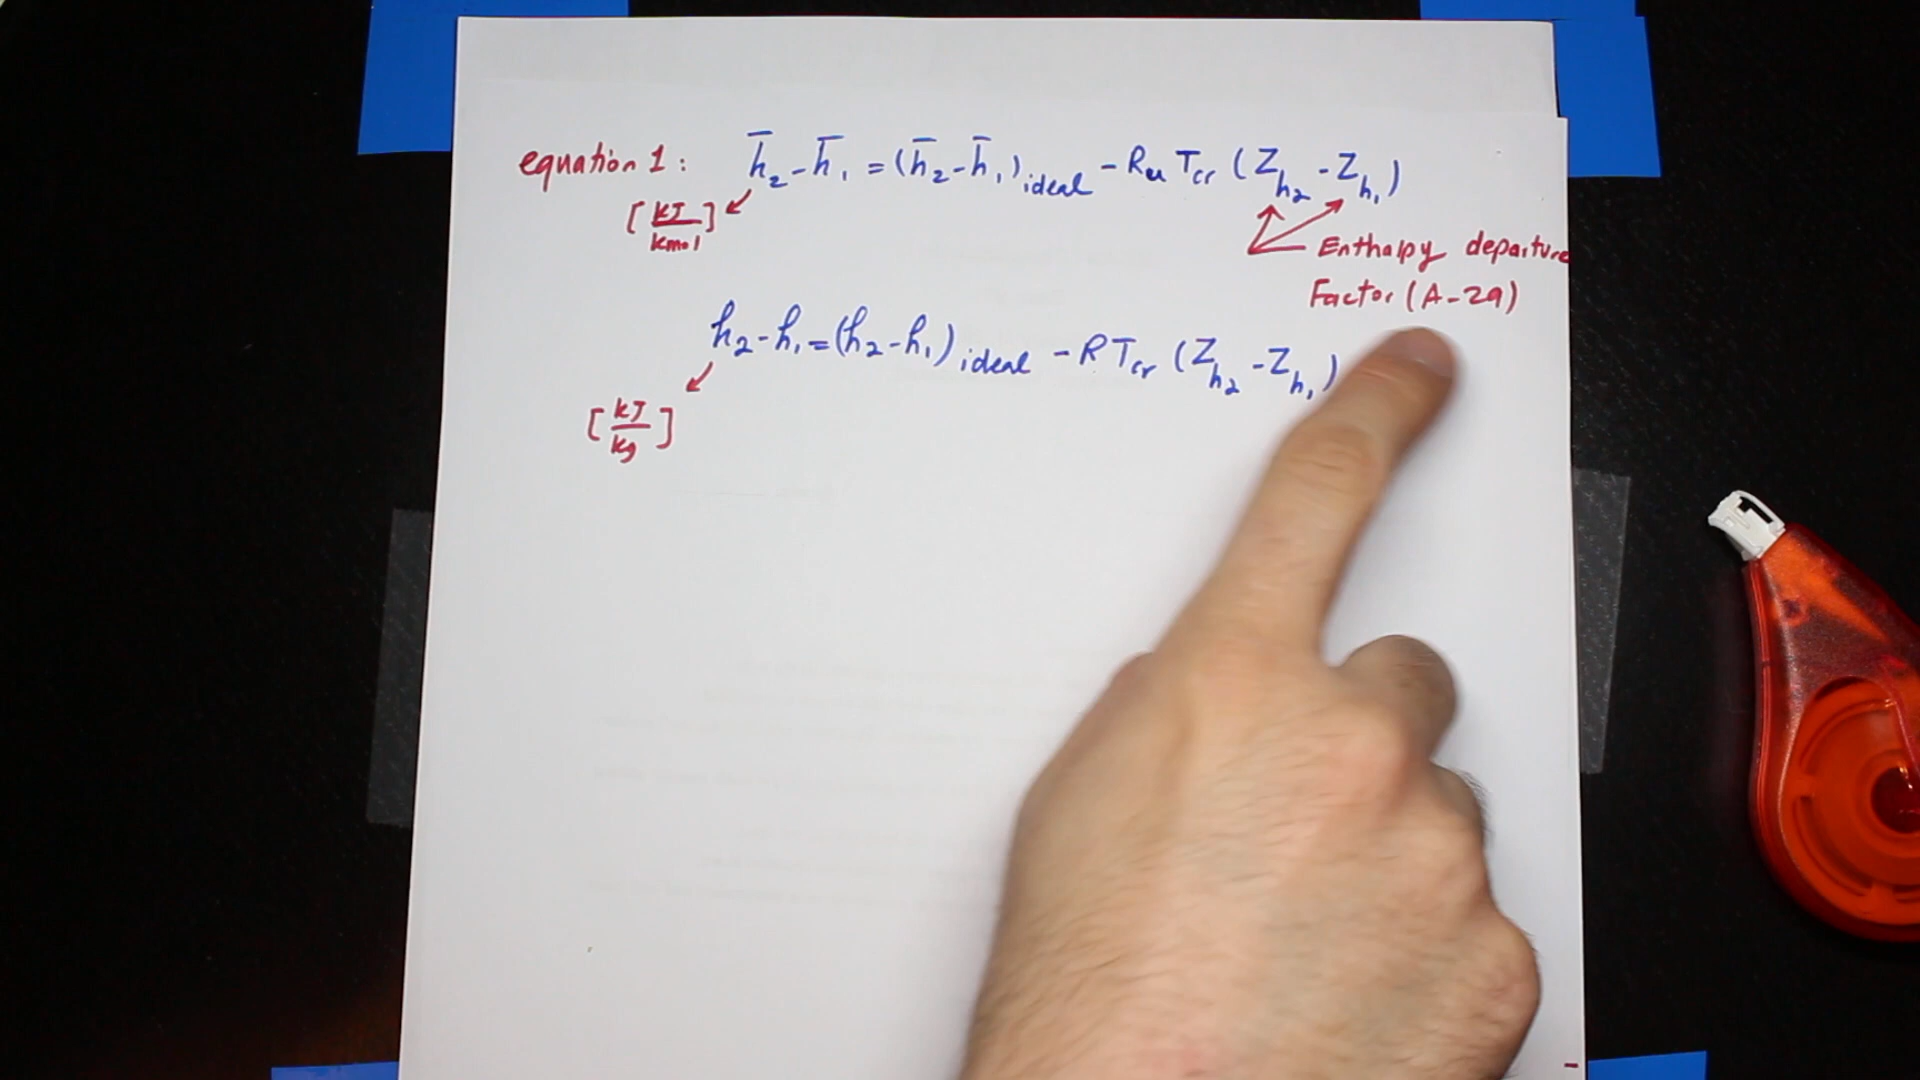 equation 1: h̄₂ - h̄₁ = (h̄₂ - h̄₁)ideal - Ru Tcr (Zh₂ - Zh₁)
[kJ/kmol]
Enthalpy departure
Factor (A-29)
h₂ - h₁ = (h₂ - h₁)ideal - R Tcr (Zh₂ - Zh₁)
[kJ/kg]